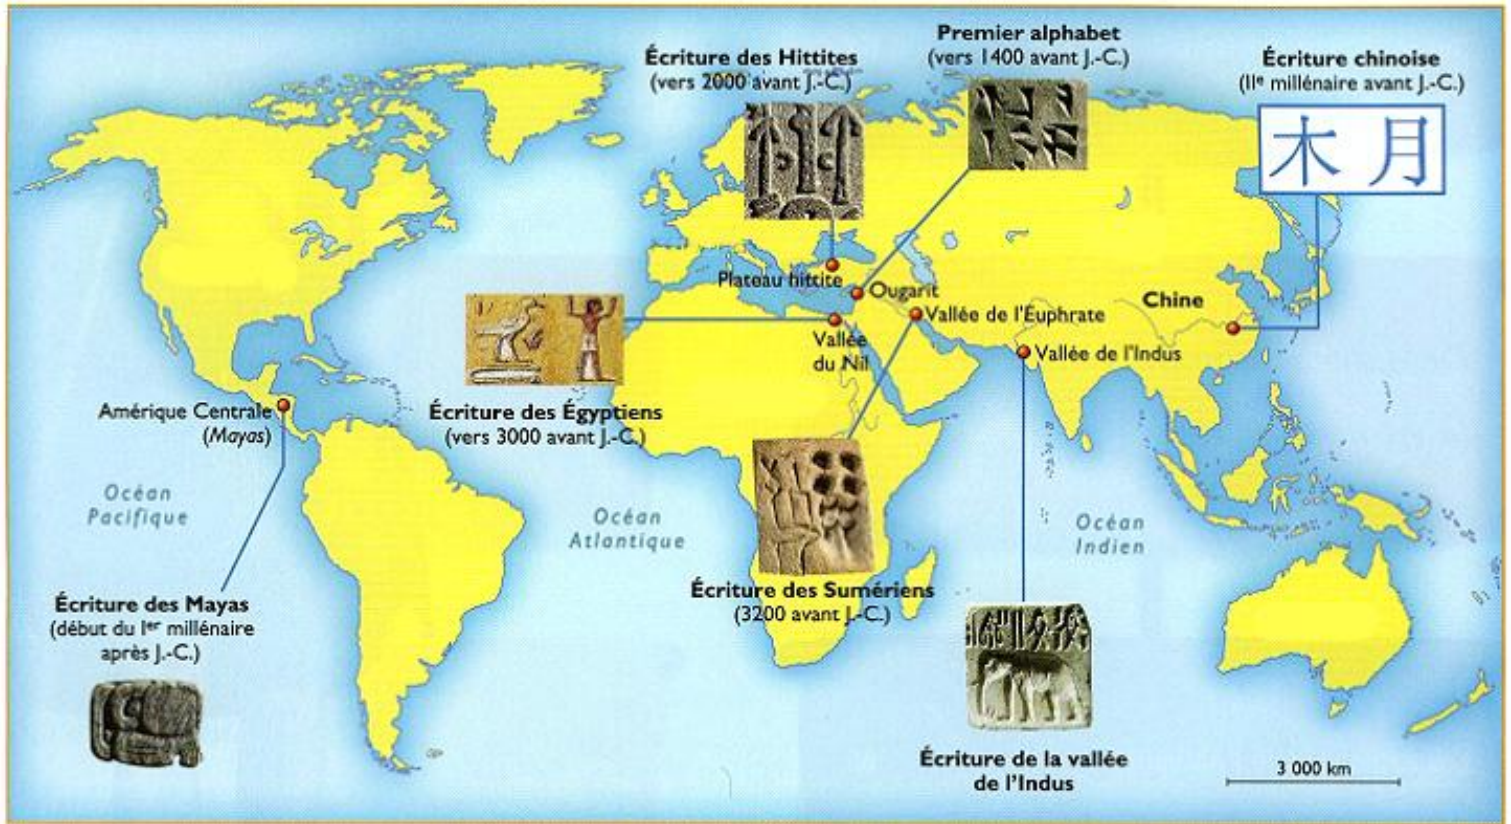 Premier alphabet
(vers 1400 avant J.-C.)
Écriture des Hittites
(vers 2000 avant J.-C.)
Écriture chinoise
(IIe millénaire avant J.-C.)
木 月
Plateau hittite
Ougarit
Vallée de l'Euphrate
Chine
Vallée
du Nil
Vallée de l'Indus
Écriture des Égyptiens
(vers 3000 avant J.-C.)
Amérique Centrale
(Mayas)
Océan
Pacifique
Océan
Atlantique
Océan
Indien
Écriture des Sumériens
(3200 avant J.-C.)
Écriture des Mayas
(début du Ier millénaire
après J.-C.)
Écriture de la vallée
de l'Indus
3 000 km